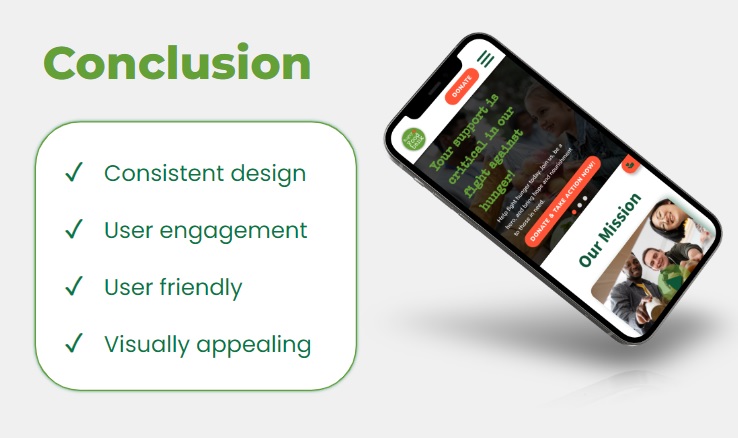 Conclusion
✓ Consistent design
✓ User engagement
✓ User friendly
✓ Visually appealing
DONATE
Your support is
critical in our
fight against
hunger!
Help fight hunger today. Join us, be a
hero, and bring hope and nourishment
to those in need.
DONATE & TAKE ACTION NOW!
Our Mission